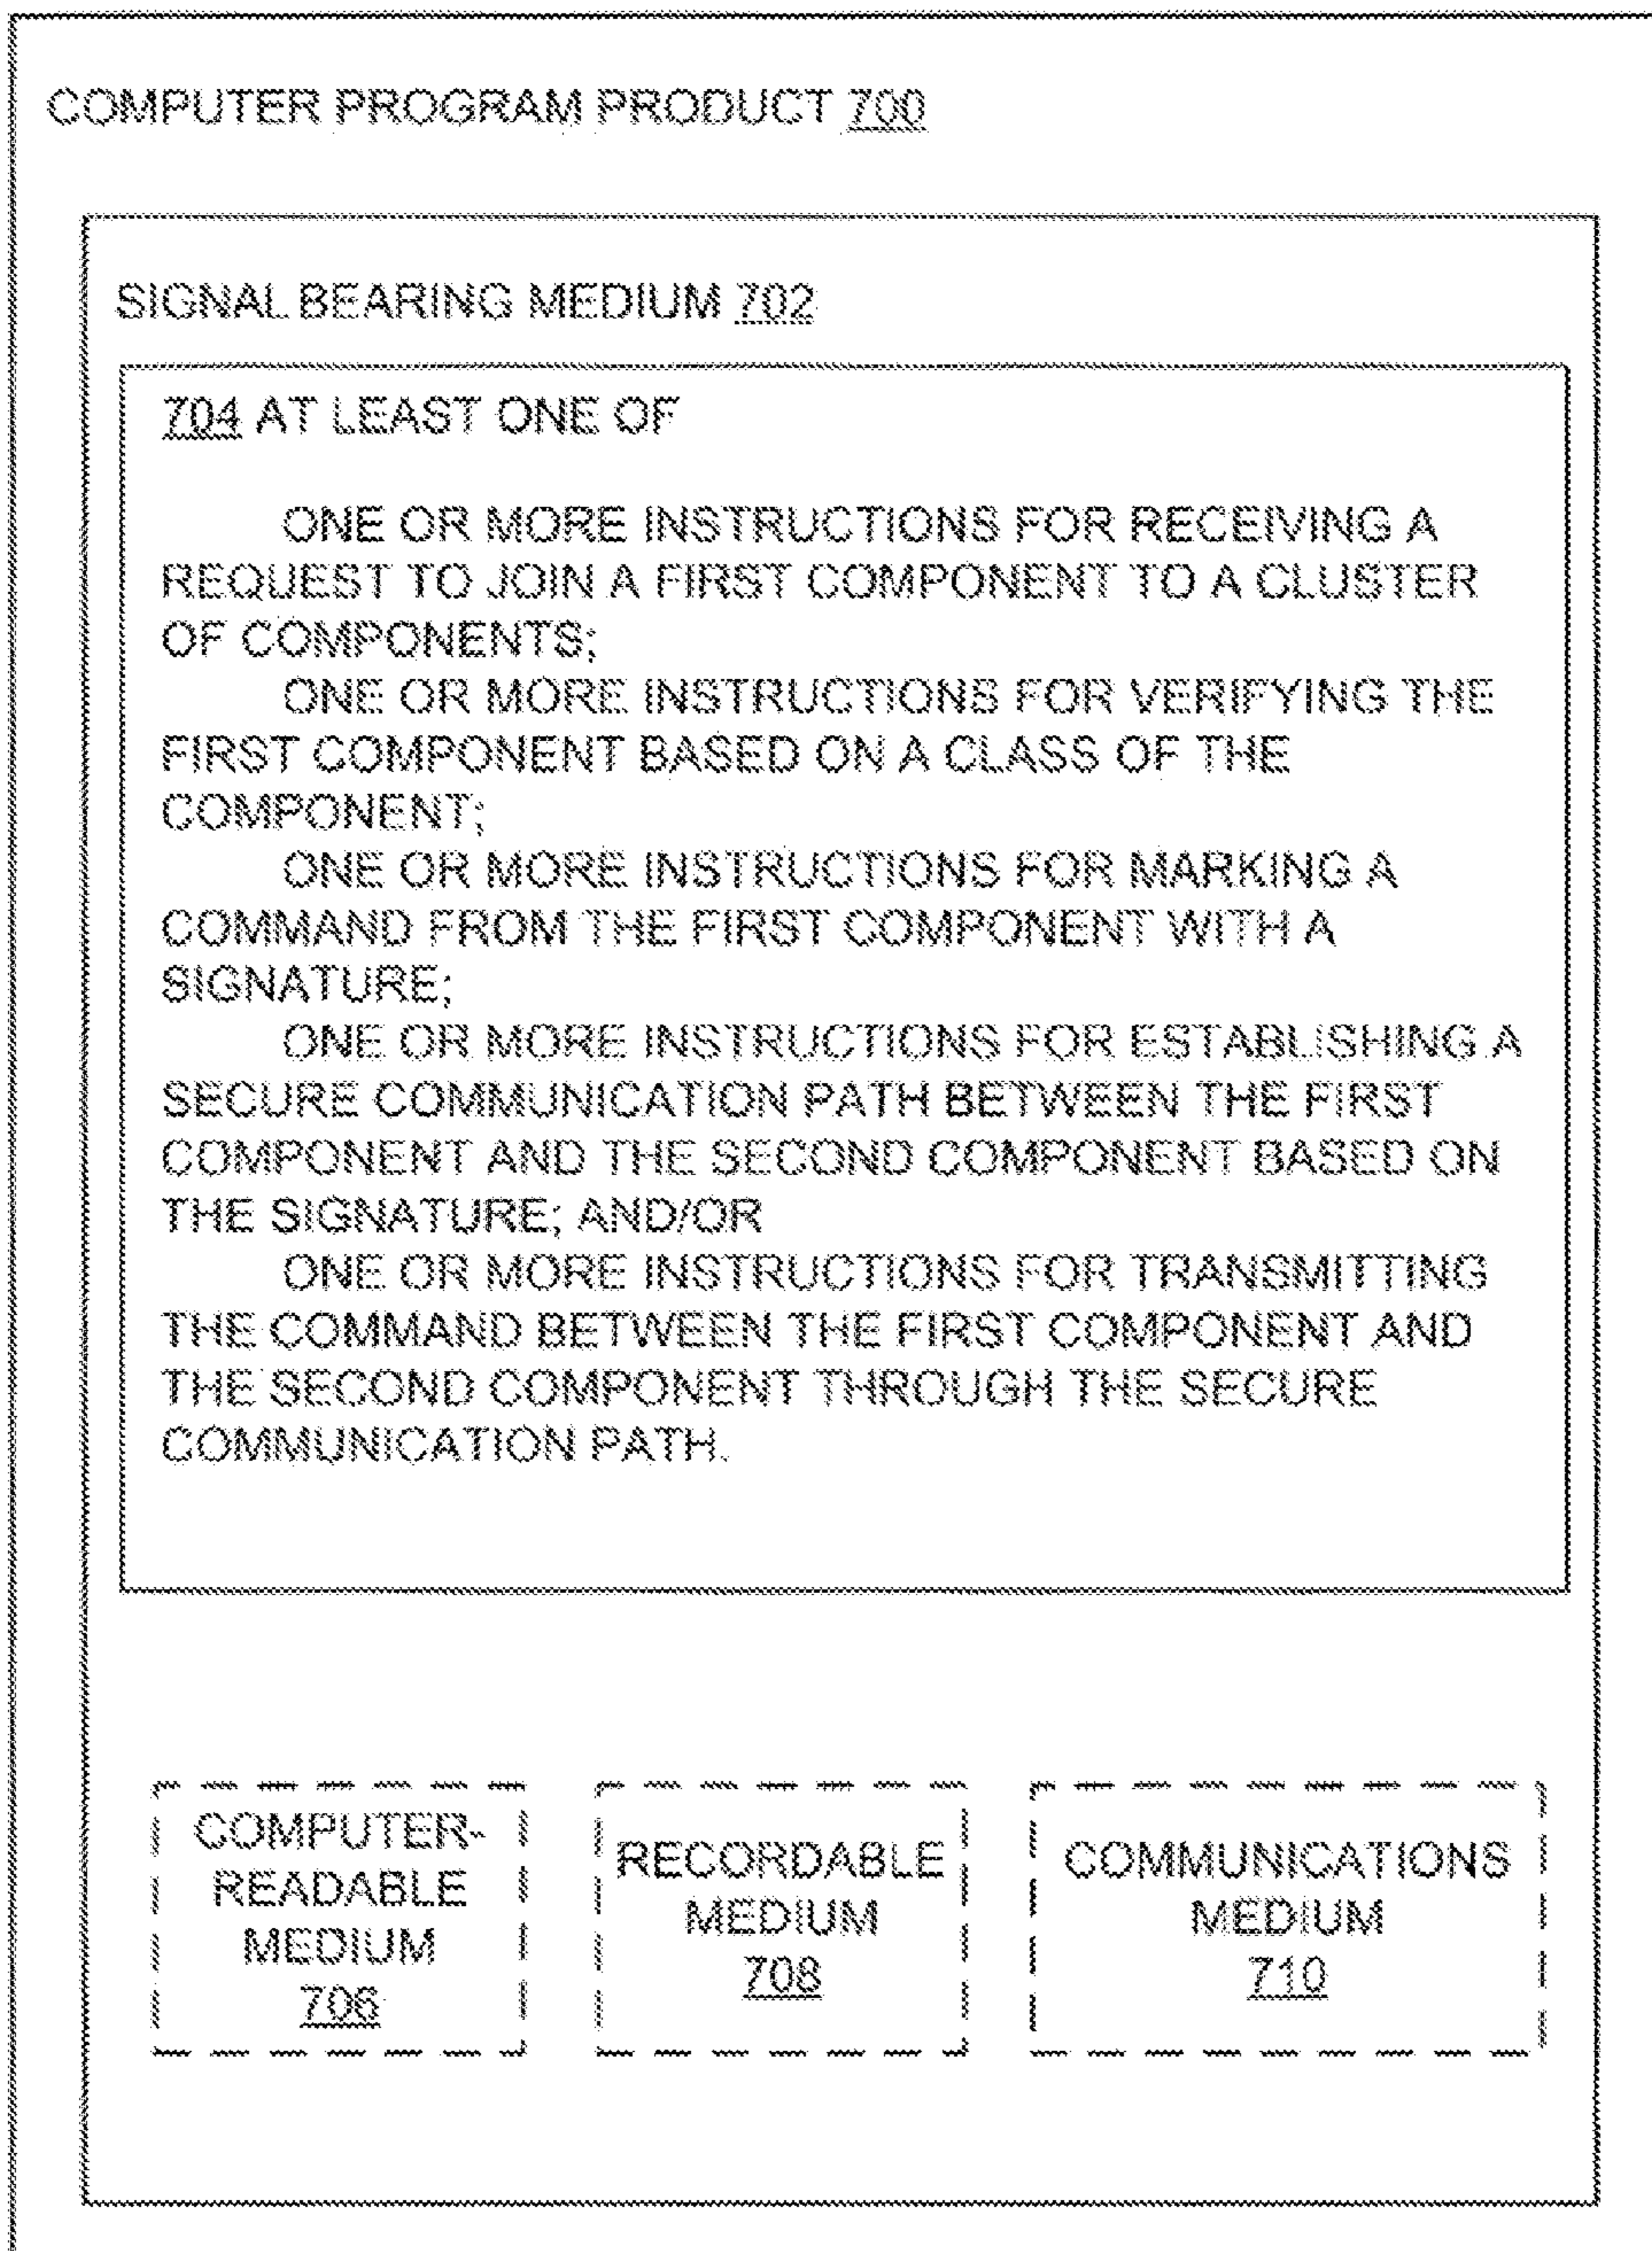 COMPUTER PROGRAM PRODUCT 700
SIGNAL BEARING MEDIUM 702
704 AT LEAST ONE OF
ONE OR MORE INSTRUCTIONS FOR RECEIVING A
REQUEST TO JOIN A FIRST COMPONENT TO A CLUSTER
OF COMPONENTS;
ONE OR MORE INSTRUCTIONS FOR VERIFYING THE
FIRST COMPONENT BASED ON A CLASS OF THE
COMPONENT;
ONE OR MORE INSTRUCTIONS FOR MARKING A
COMMAND FROM THE FIRST COMPONENT WITH A
SIGNATURE;
ONE OR MORE INSTRUCTIONS FOR ESTABLISHING A
SECURE COMMUNICATION PATH BETWEEN THE FIRST
COMPONENT AND THE SECOND COMPONENT BASED ON
THE SIGNATURE; AND/OR
ONE OR MORE INSTRUCTIONS FOR TRANSMITTING
THE COMMAND BETWEEN THE FIRST COMPONENT AND
THE SECOND COMPONENT THROUGH THE SECURE
COMMUNICATION PATH.
COMPUTER-
READABLE
MEDIUM
706
RECORDABLE
MEDIUM
708
COMMUNICATIONS
MEDIUM
710